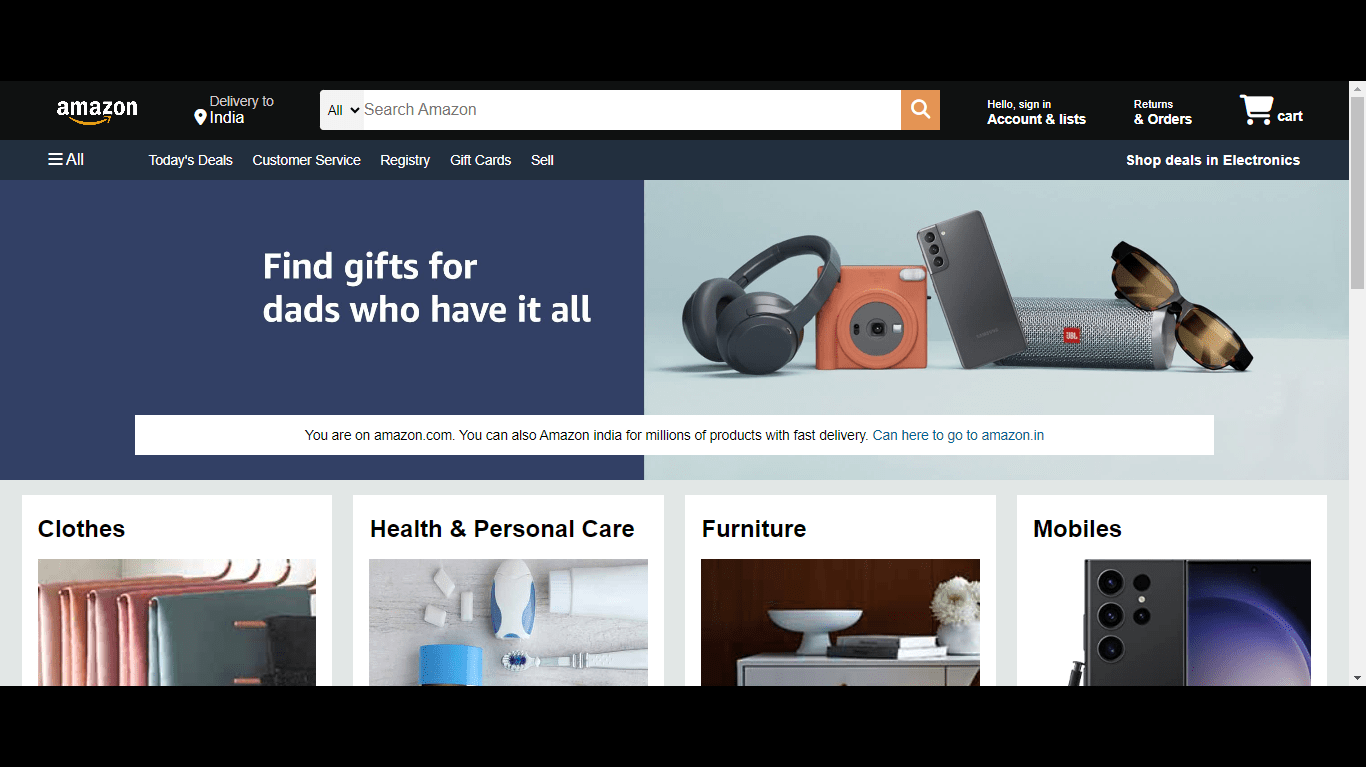 amazon
Delivery to
India
All
Search Amazon
Hello, sign in
Account & lists
Returns
& Orders
cart
All
Today's Deals
Customer Service
Registry
Gift Cards
Sell
Shop deals in Electronics
Find gifts for
dads who have it all
JBL
SAMSUNG
You are on amazon.com. You can also Amazon india for millions of products with fast delivery. Can here to go to amazon.in
Clothes
Health & Personal Care
Furniture
Mobiles